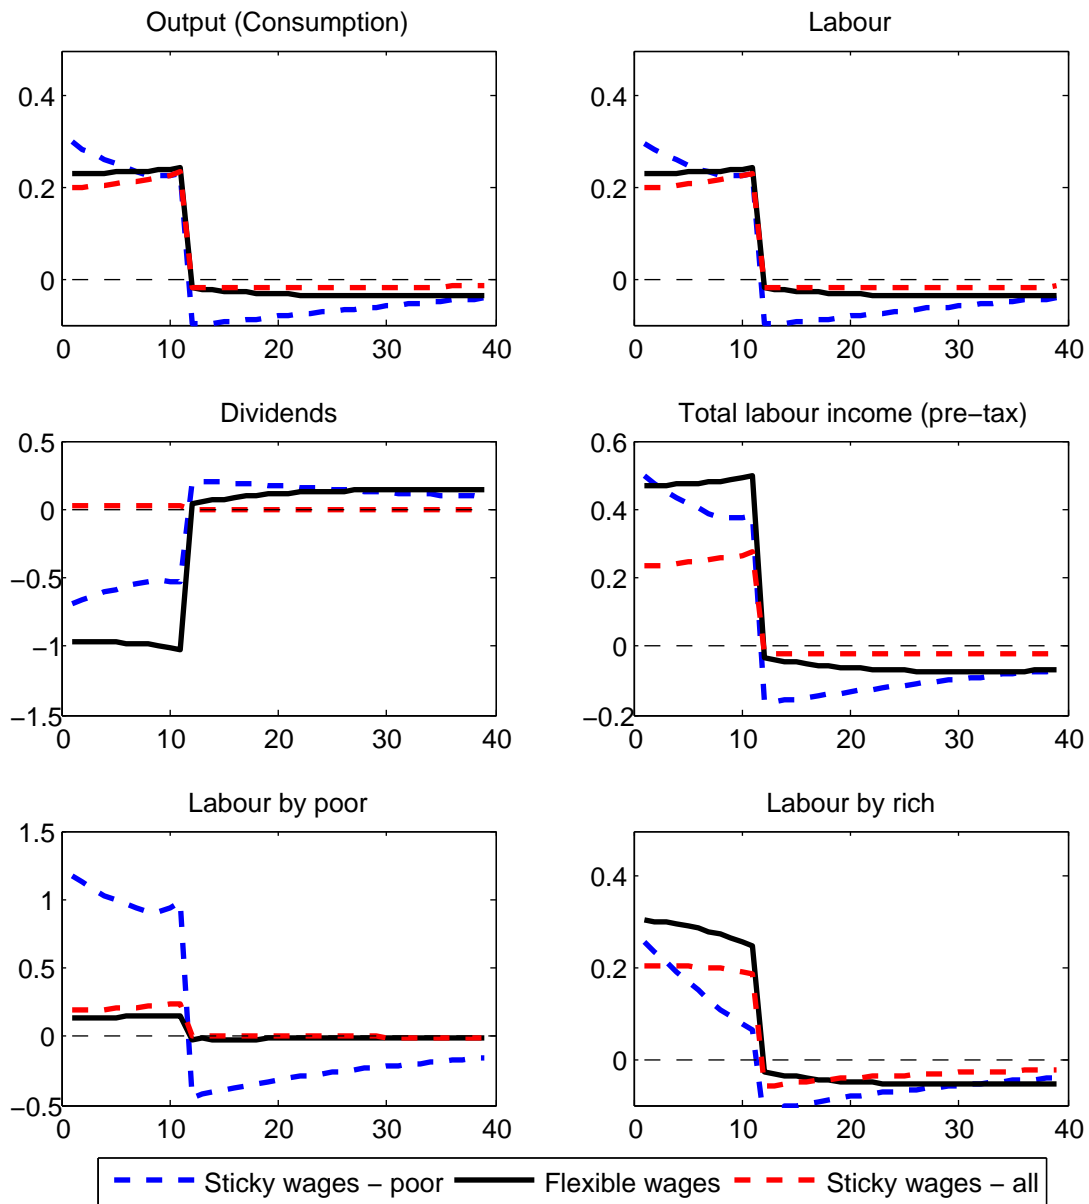 Output (Consumption)
0.4
0.2
0
0 10 20 30 40
Labour
0.4
0.2
0
0 10 20 30 40
Dividends
0.5
0
−0.5
−1
−1.5
0 10 20 30 40
Total labour income (pre−tax)
0.6
0.4
0.2
0
−0.2
0 10 20 30 40
Labour by poor
1.5
1
0.5
0
−0.5
0 10 20 30 40
Labour by rich
0.4
0.2
0
0 10 20 30 40
Sticky wages − poor Flexible wages Sticky wages − all